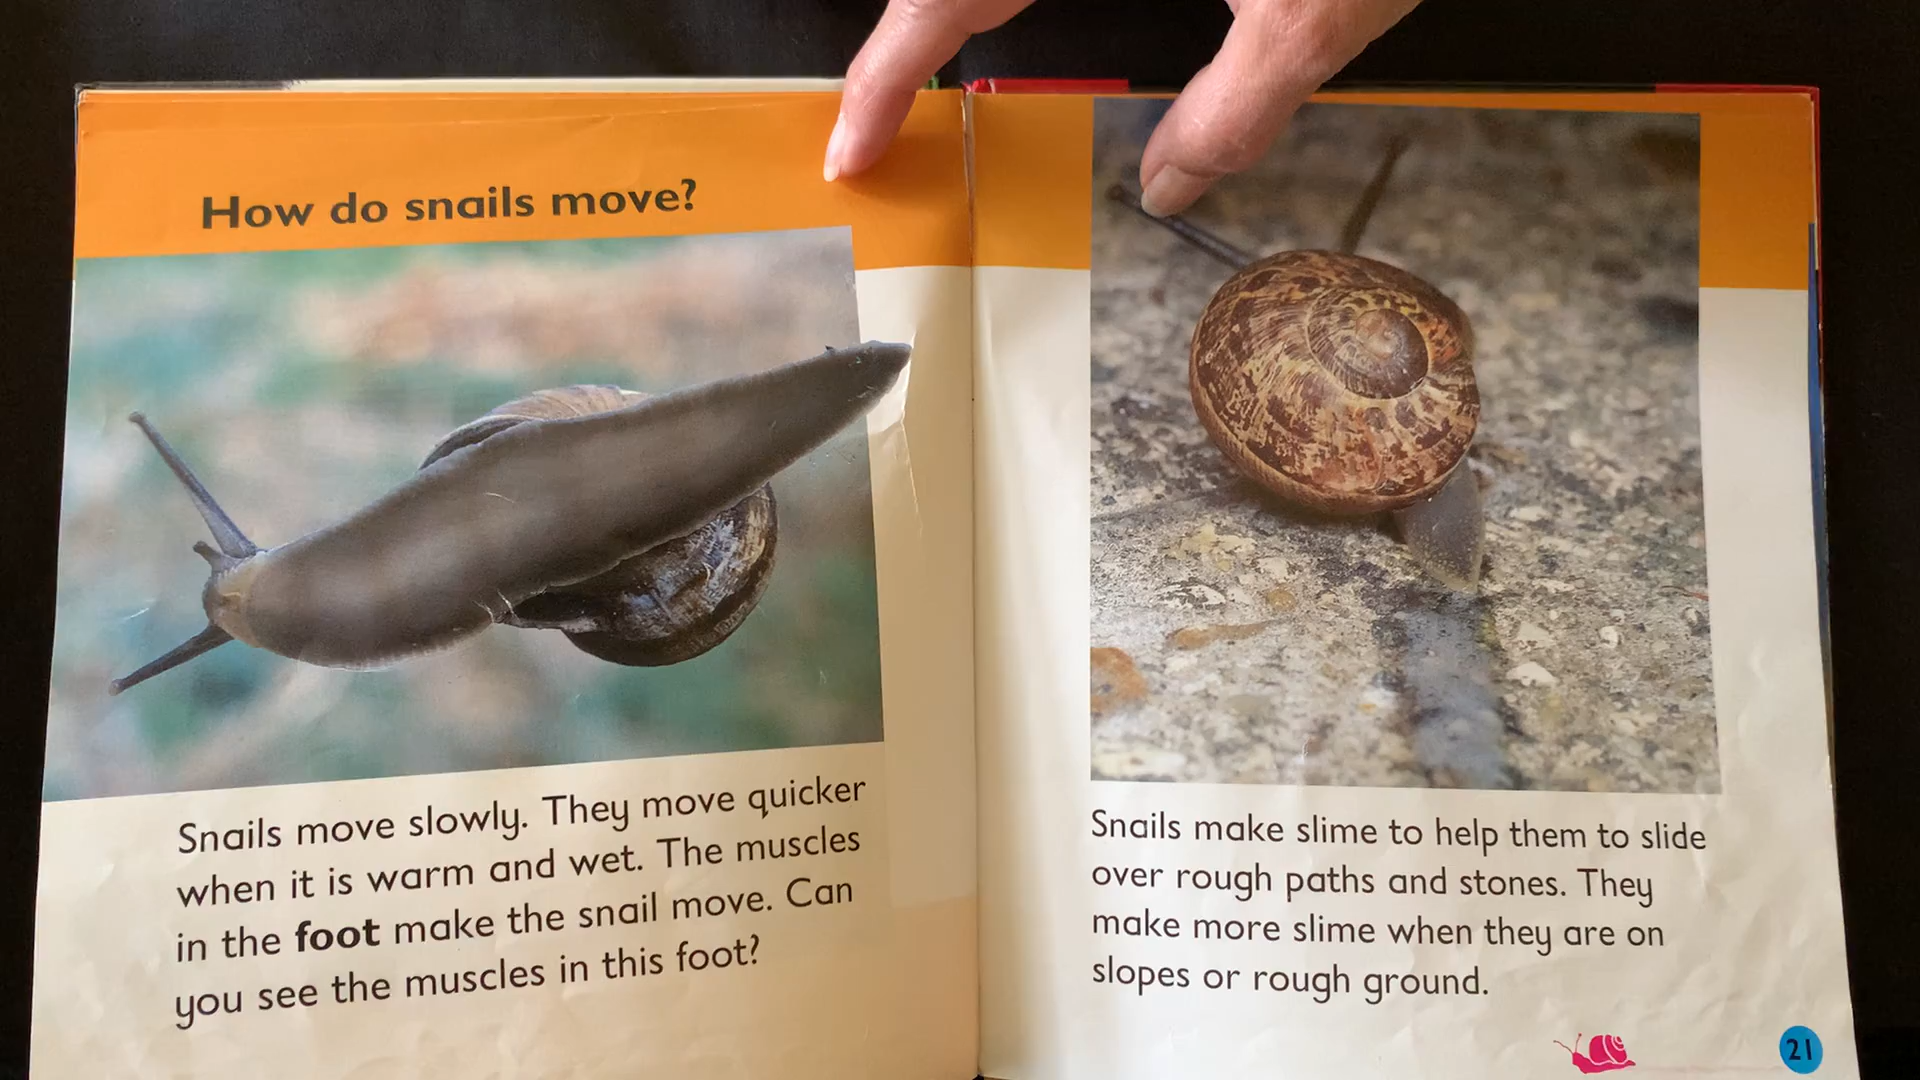 How do snails move?
Snails move slowly. They move quicker
when it is warm and wet. The muscles
in the foot make the snail move. Can
you see the muscles in this foot?
Snails make slime to help them to slide
over rough paths and stones. They
make more slime when they are on
slopes or rough ground.
21